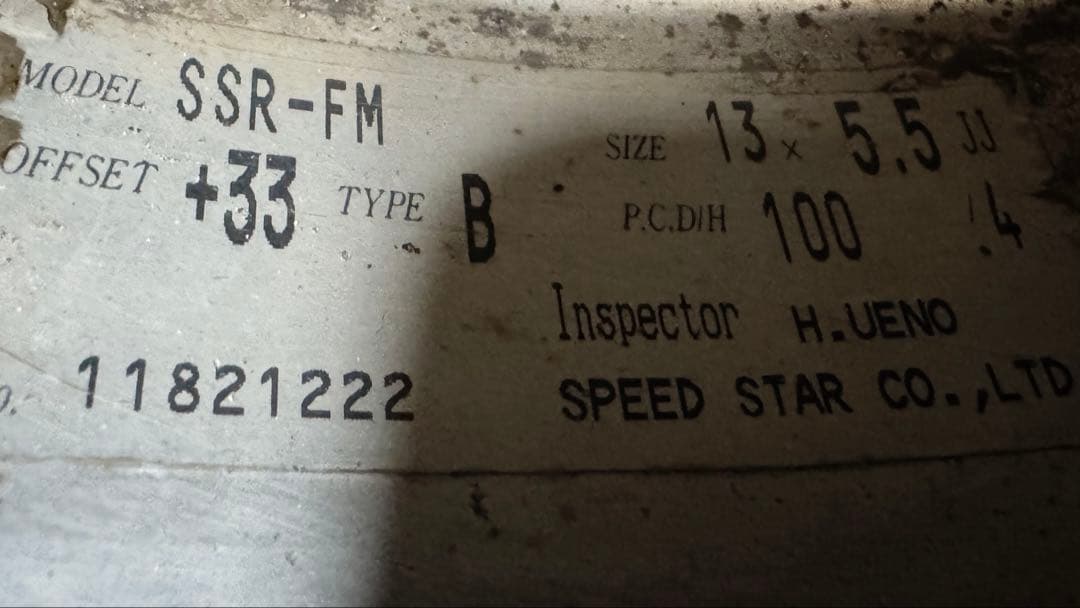 MODEL SSR-FM SIZE 13 x 5.5 JJ
OFFSET +33 TYPE B P.C.D/H 100 / 4
Inspector H.UENO
11821222 SPEED STAR CO.,LTD